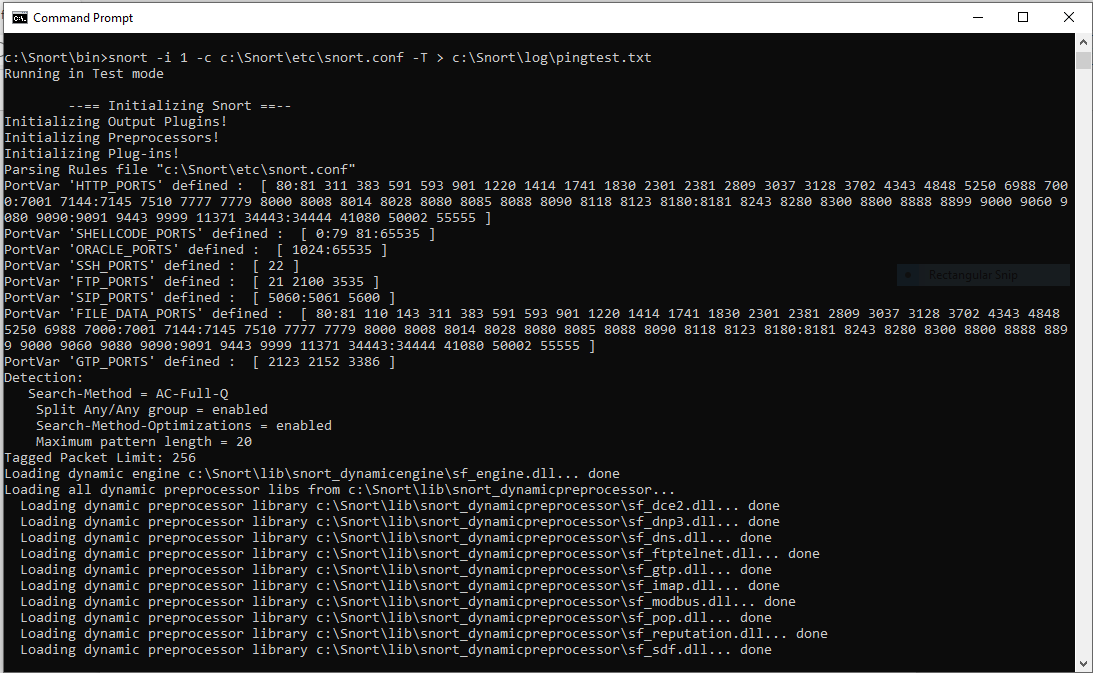 Command Prompt
c:\Snort\bin>snort -i 1 -c c:\Snort\etc\snort.conf -T > c:\Snort\log\pingtest.txt
Running in Test mode
--== Initializing Snort ==--
Initializing Output Plugins!
Initializing Preprocessors!
Initializing Plug-ins!
Parsing Rules file "c:\Snort\etc\snort.conf"
PortVar 'HTTP_PORTS' defined :  [ 80:81 311 383 591 593 901 1220 1414 1741 1830 2301 2381 2809 3037 3128 3702 4343 4848 5250 6988 700
0:7001 7144:7145 7510 7777 7779 8000 8008 8014 8028 8080 8085 8088 8090 8118 8123 8180:8181 8243 8280 8300 8800 8888 8899 9000 9060 9
080 9090:9091 9443 9999 11371 34443:34444 41080 50002 55555 ]
PortVar 'SHELLCODE_PORTS' defined :  [ 0:79 81:65535 ]
PortVar 'ORACLE_PORTS' defined :  [ 1024:65535 ]
PortVar 'SSH_PORTS' defined :  [ 22 ]
PortVar 'FTP_PORTS' defined :  [ 21 2100 3535 ]
Rectangular Snip
PortVar 'SIP_PORTS' defined :  [ 5060:5061 5600 ]
PortVar 'FILE_DATA_PORTS' defined :  [ 80:81 110 143 311 383 591 593 901 1220 1414 1741 1830 2301 2381 2809 3037 3128 3702 4343 4848
5250 6988 7000:7001 7144:7145 7510 7777 7779 8000 8008 8014 8028 8080 8085 8088 8090 8118 8123 8180:8181 8243 8280 8300 8800 8888 889
9 9000 9060 9080 9090:9091 9443 9999 11371 34443:34444 41080 50002 55555 ]
PortVar 'GTP_PORTS' defined :  [ 2123 2152 3386 ]
Detection:
Search-Method = AC-Full-Q
Split Any/Any group = enabled
Search-Method-Optimizations = enabled
Maximum pattern length = 20
Tagged Packet Limit: 256
Loading dynamic engine c:\Snort\lib\snort_dynamicengine\sf_engine.dll... done
Loading all dynamic preprocessor libs from c:\Snort\lib\snort_dynamicpreprocessor...
Loading dynamic preprocessor library c:\Snort\lib\snort_dynamicpreprocessor\sf_dce2.dll... done
Loading dynamic preprocessor library c:\Snort\lib\snort_dynamicpreprocessor\sf_dnp3.dll... done
Loading dynamic preprocessor library c:\Snort\lib\snort_dynamicpreprocessor\sf_dns.dll... done
Loading dynamic preprocessor library c:\Snort\lib\snort_dynamicpreprocessor\sf_ftptelnet.dll... done
Loading dynamic preprocessor library c:\Snort\lib\snort_dynamicpreprocessor\sf_gtp.dll... done
Loading dynamic preprocessor library c:\Snort\lib\snort_dynamicpreprocessor\sf_imap.dll... done
Loading dynamic preprocessor library c:\Snort\lib\snort_dynamicpreprocessor\sf_modbus.dll... done
Loading dynamic preprocessor library c:\Snort\lib\snort_dynamicpreprocessor\sf_pop.dll... done
Loading dynamic preprocessor library c:\Snort\lib\snort_dynamicpreprocessor\sf_reputation.dll... done
Loading dynamic preprocessor library c:\Snort\lib\snort_dynamicpreprocessor\sf_sdf.dll... done